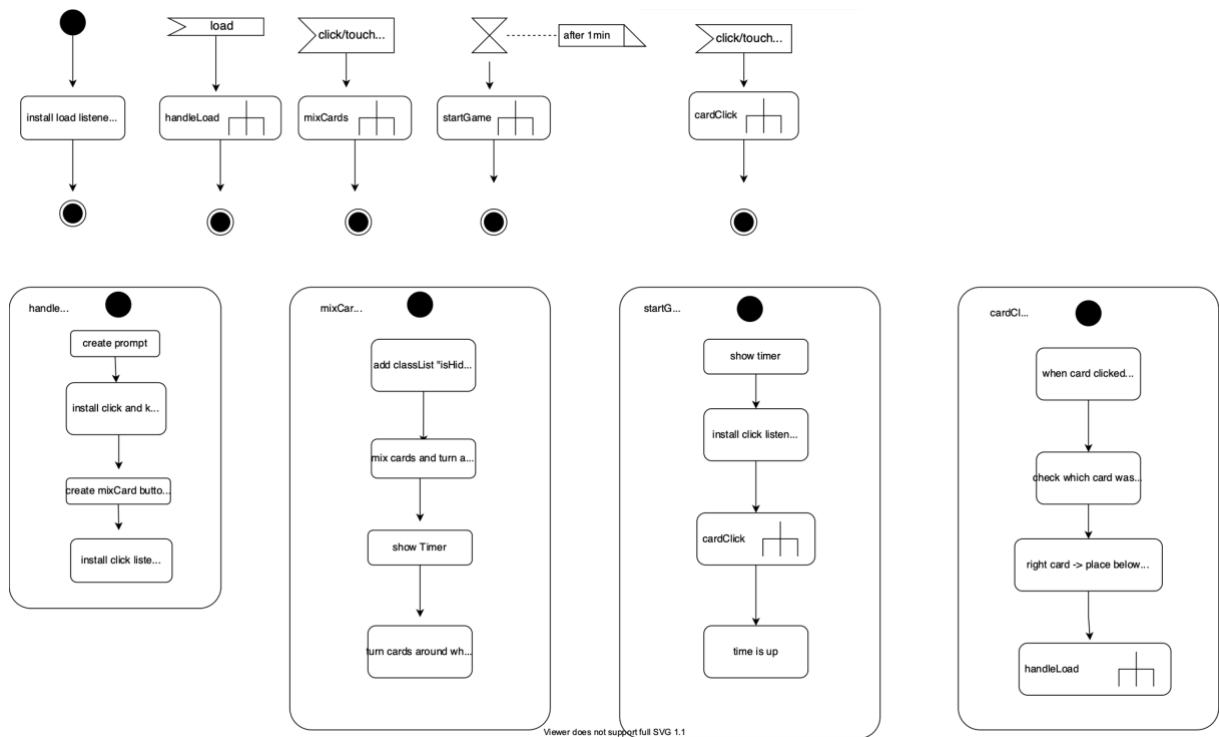 load
click/touch...
after 1min
click/touch...
install load listene...
handleLoad
mixCards
startGame
cardClick
handle...
create prompt
install click and k...
create mixCard butto...
install click liste...
mixCar...
add classList "isHid...
mix cards and turn a...
show Timer
turn cards around wh...
startG...
show timer
install click listen...
cardClick
time is up
cardCl...
when card clicked...
check which card was...
right card -> place below...
handleLoad
Viewer does not support full SVG 1.1